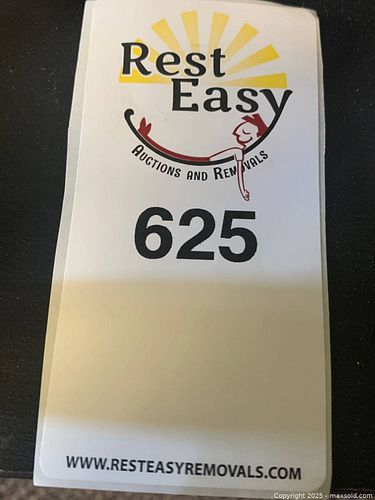 Rest
Easy
AUCTIONS AND REMOVALS
625
WWW.RESTEASYREMOVALS.COM
Copyright 2025 - maxsold.com